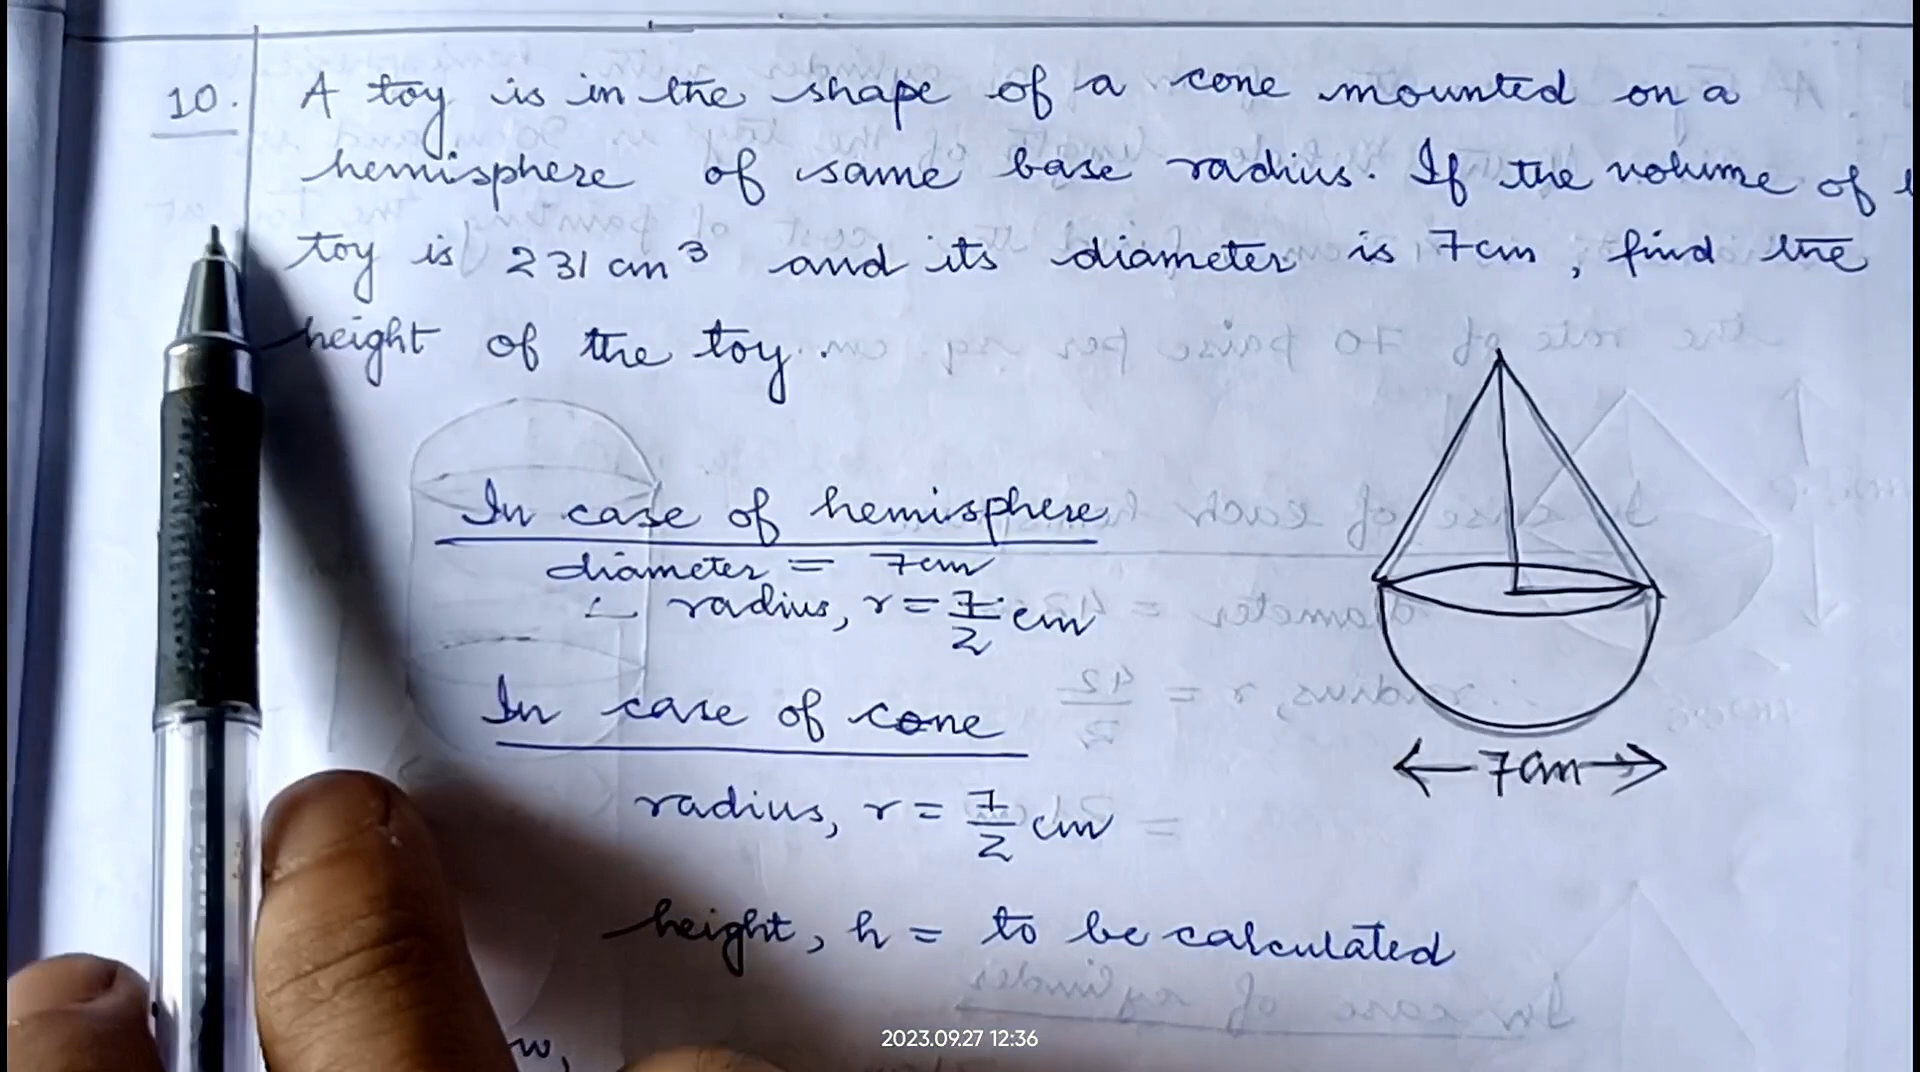 10. A toy is in the shape of a cone mounted on a
hemisphere of same base radius. If the volume of
toy is 231 cm³ and its diameter is 7cm, find the
height of the toy.
In case of hemisphere
diameter = 7cm
∴ radius, r = 7/2 cm
In case of cone
radius, r = 7/2 cm
height, h = to be calculated
7cm
2023.09.27 12:36